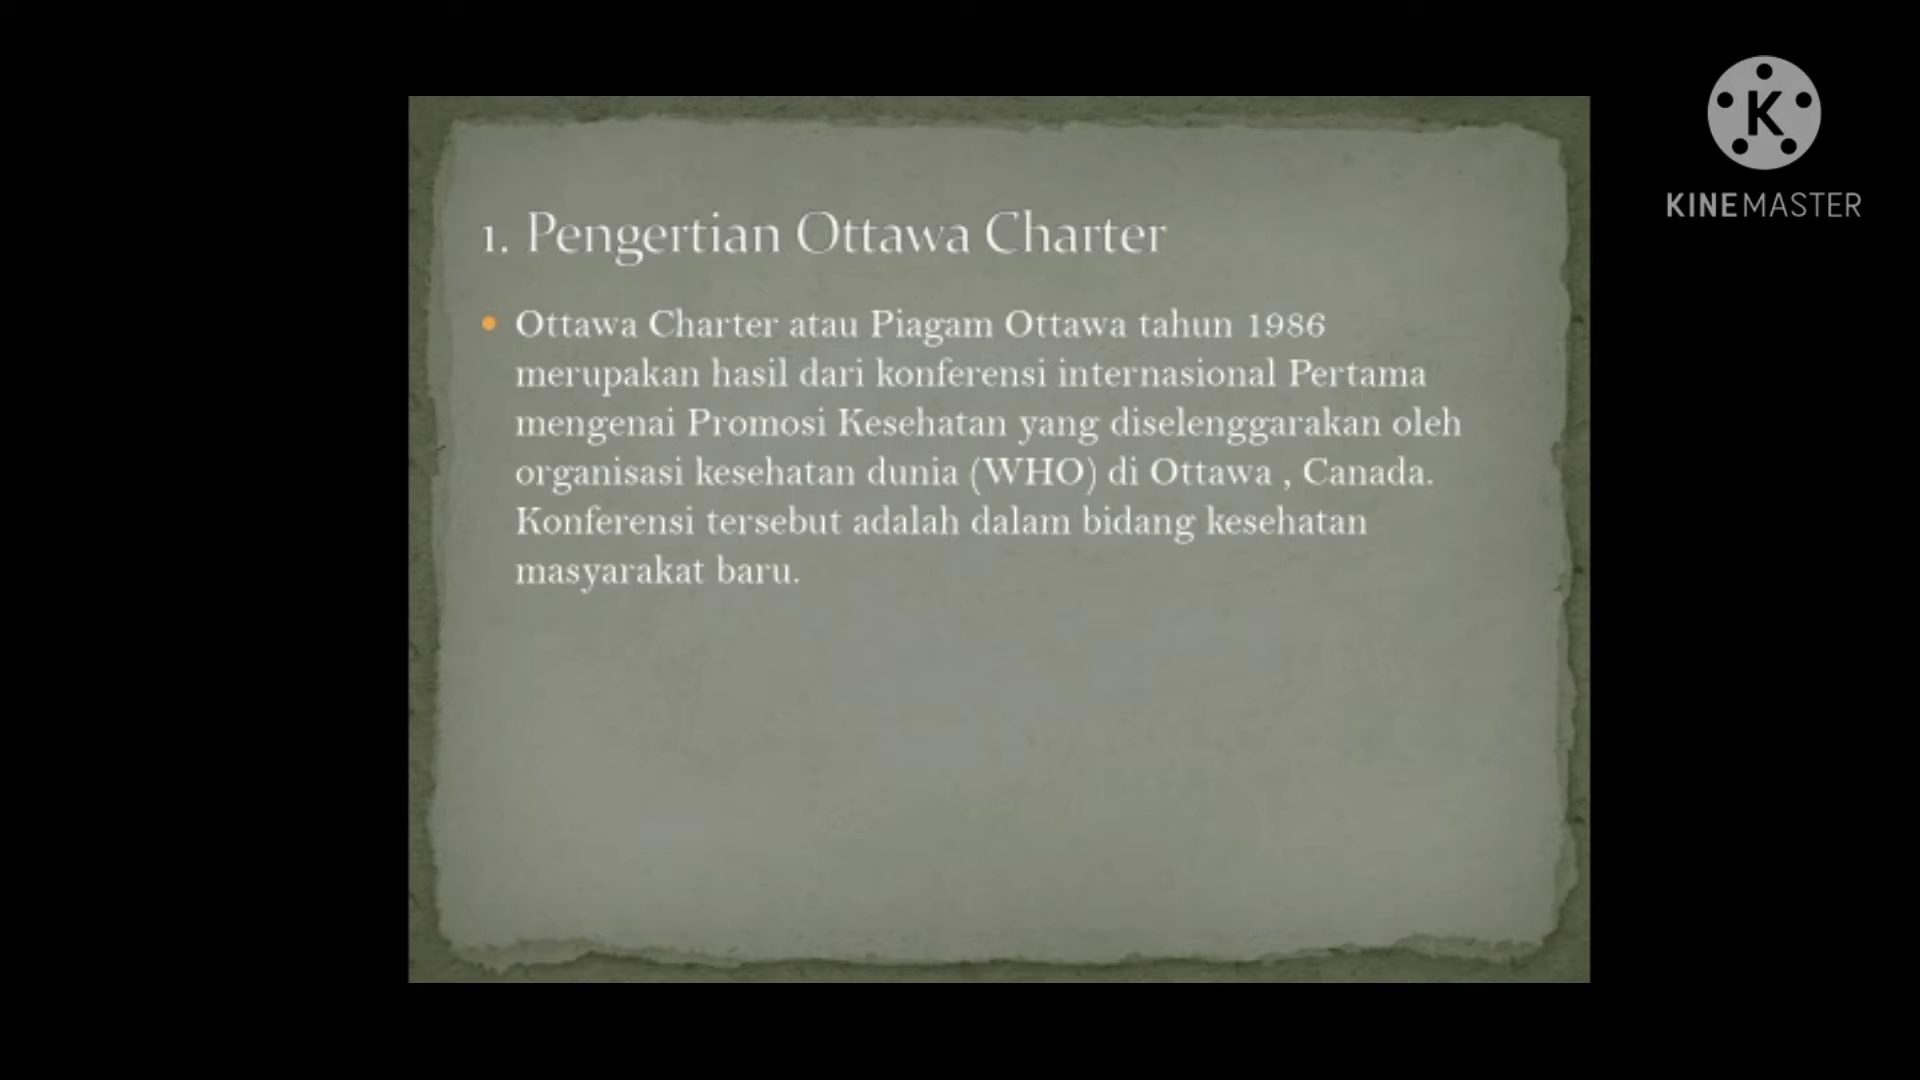 K
KINEMASTER
1. Pengertian Ottawa Charter
• Ottawa Charter atau Piagam Ottawa tahun 1986
merupakan hasil dari konferensi internasional Pertama
mengenai Promosi Kesehatan yang diselenggarakan oleh
organisasi kesehatan dunia (WHO) di Ottawa , Canada.
Konferensi tersebut adalah dalam bidang kesehatan
masyarakat baru.